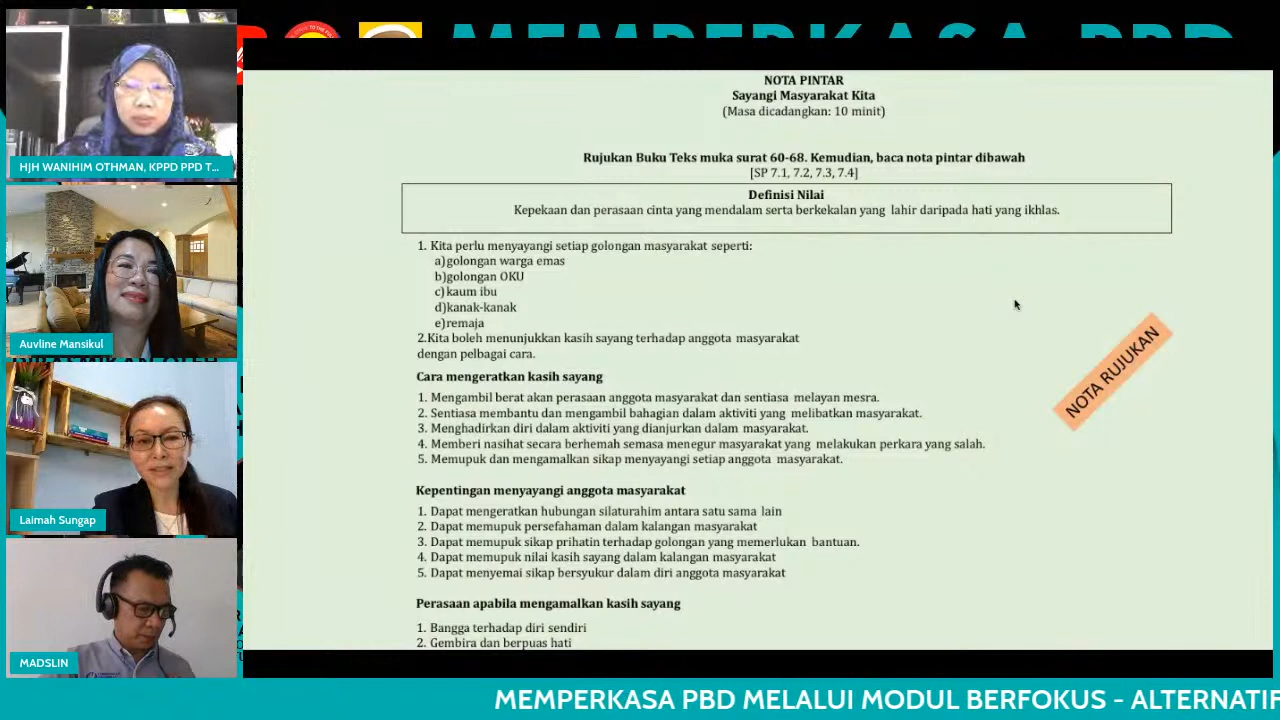 MEMPERKASA PBD
HJH WANIHIM OTHMAN, KPPD PPD T...
Auvline Mansikul
Laimah Sungap
MADSLIN
NOTA PINTAR
Sayangi Masyarakat Kita
(Masa dicadangkan: 10 minit)
Rujukan Buku Teks muka surat 60-68. Kemudian, baca nota pintar dibawah
[SP 7.1, 7.2, 7.3, 7.4]
Definisi Nilai
Kepekaan dan perasaan cinta yang mendalam serta berkekalan yang lahir daripada hati yang ikhlas.
1. Kita perlu menyayangi setiap golongan masyarakat seperti:
a)golongan warga emas
b)golongan OKU
c)kaum ibu
d)kanak-kanak
e)remaja
2.Kita boleh menunjukkan kasih sayang terhadap anggota masyarakat
dengan pelbagai cara.
Cara mengeratkan kasih sayang
1. Mengambil berat akan perasaan anggota masyarakat dan sentiasa melayan mesra.
2. Sentiasa membantu dan mengambil bahagian dalam aktiviti yang melibatkan masyarakat.
3. Menghadirkan diri dalam aktiviti yang dianjurkan dalam masyarakat.
4. Memberi nasihat secara berhemah semasa menegur masyarakat yang melakukan perkara yang salah.
5. Memupuk dan mengamalkan sikap menyayangi setiap anggota masyarakat.
Kepentingan menyayangi anggota masyarakat
1. Dapat mengeratkan hubungan silaturahim antara satu sama lain
2. Dapat memupuk persefahaman dalam kalangan masyarakat
3. Dapat memupuk sikap prihatin terhadap golongan yang memerlukan bantuan.
4. Dapat memupuk nilai kasih sayang dalam kalangan masyarakat
5. Dapat menyemai sikap bersyukur dalam diri anggota masyarakat
Perasaan apabila mengamalkan kasih sayang
1. Bangga terhadap diri sendiri
2. Gembira dan berpuas hati
NOTA RUJUKAN
MEMPERKASA PBD MELALUI MODUL BERFOKUS - ALTERNATIF